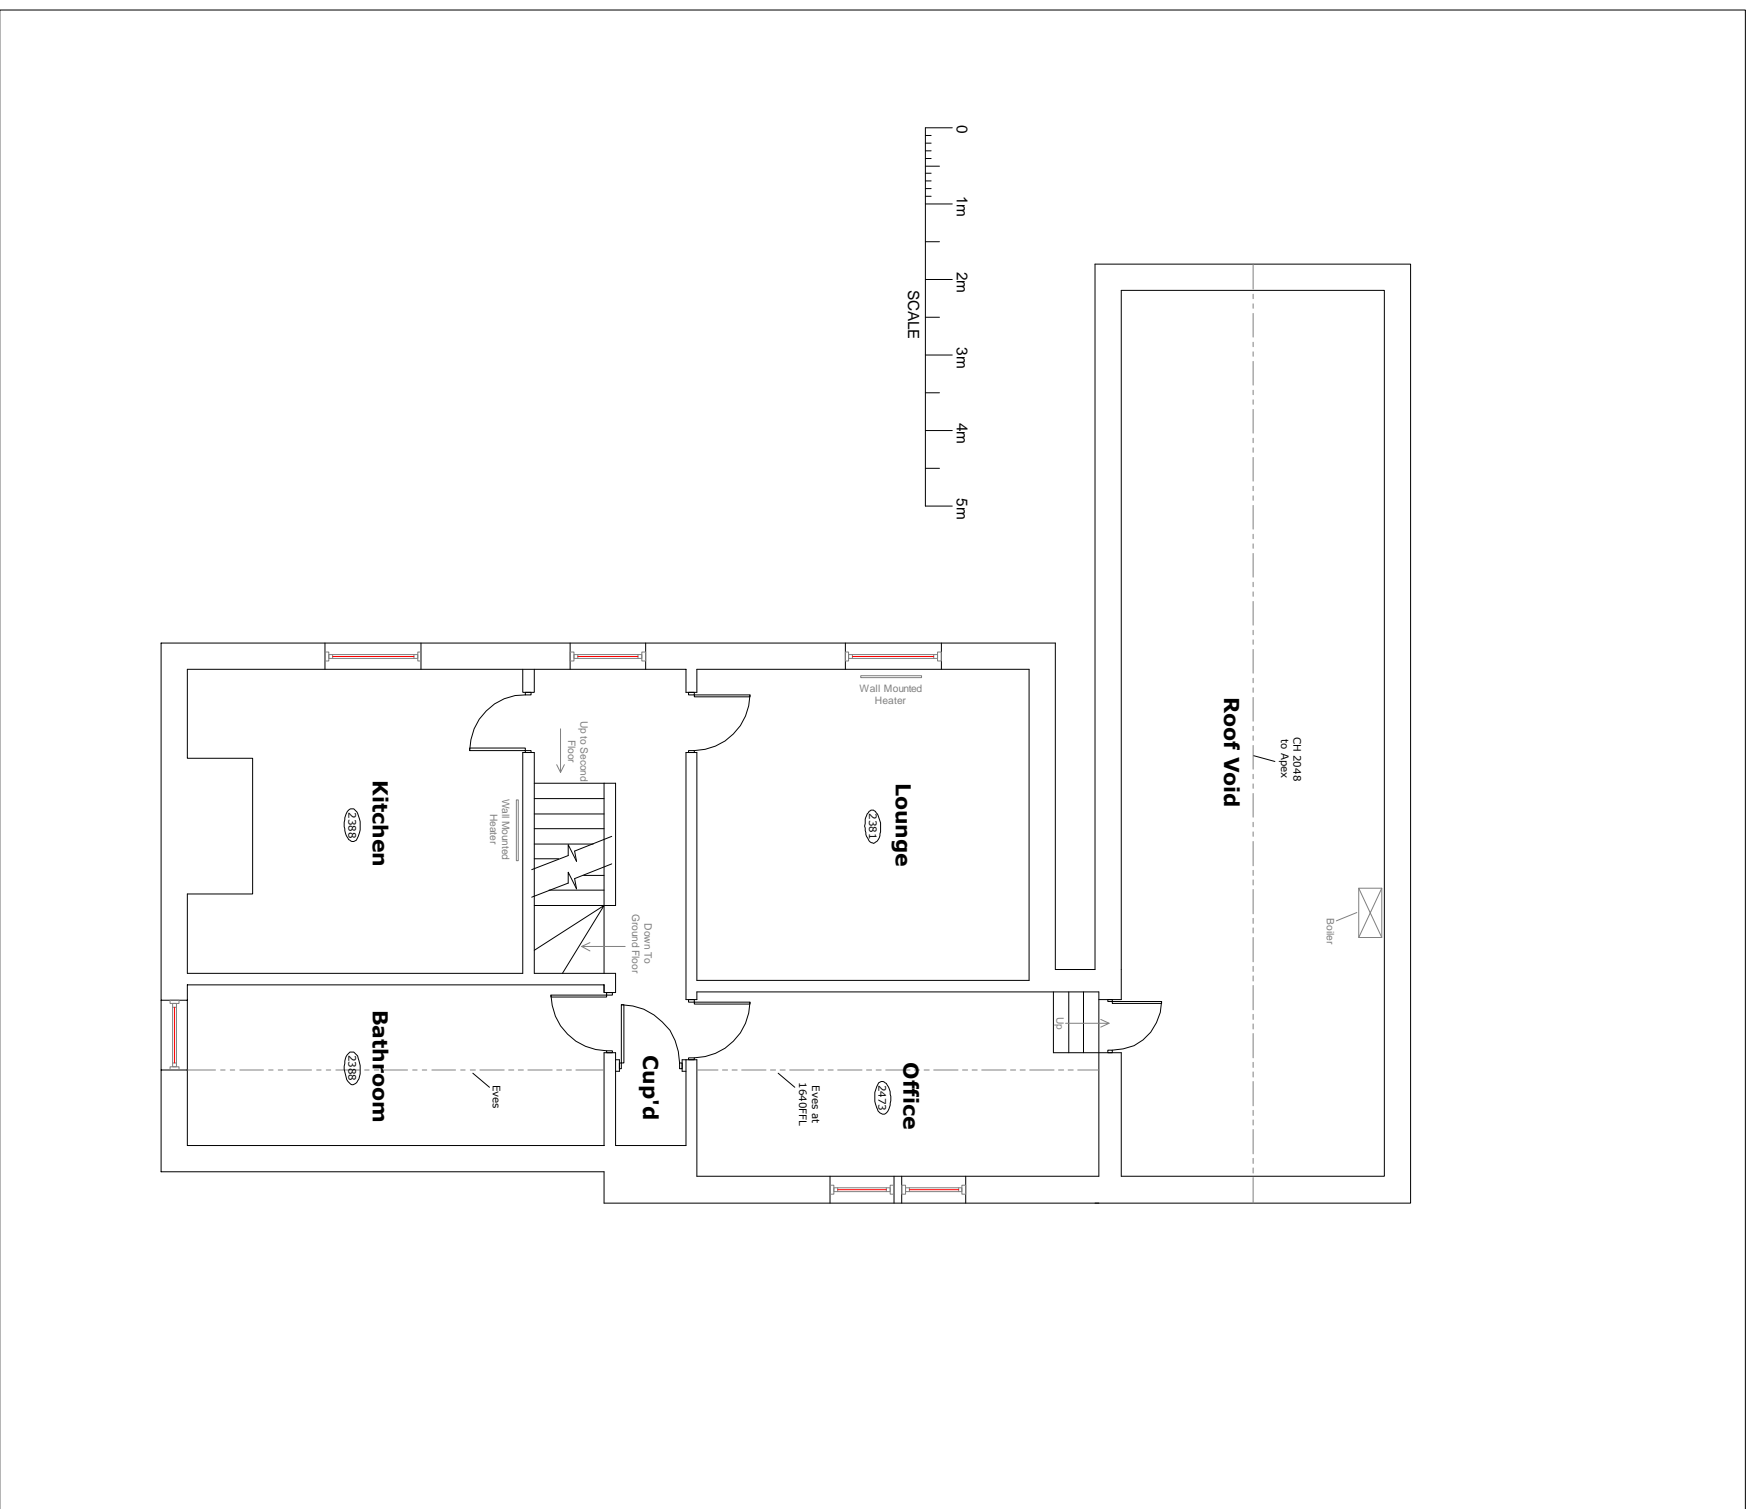 0
1m
2m
3m
4m
5m
SCALE
Roof Void
CH 2048
to Apex
Boiler
Wall Mounted
Heater
Lounge
2381
Up to Second
Floor
Kitchen
2388
Wall Mounted
Heater
Down To
Ground Floor
Up
Office
2473
Eves at
1640FFL
Cup'd
Bathroom
2388
Eves